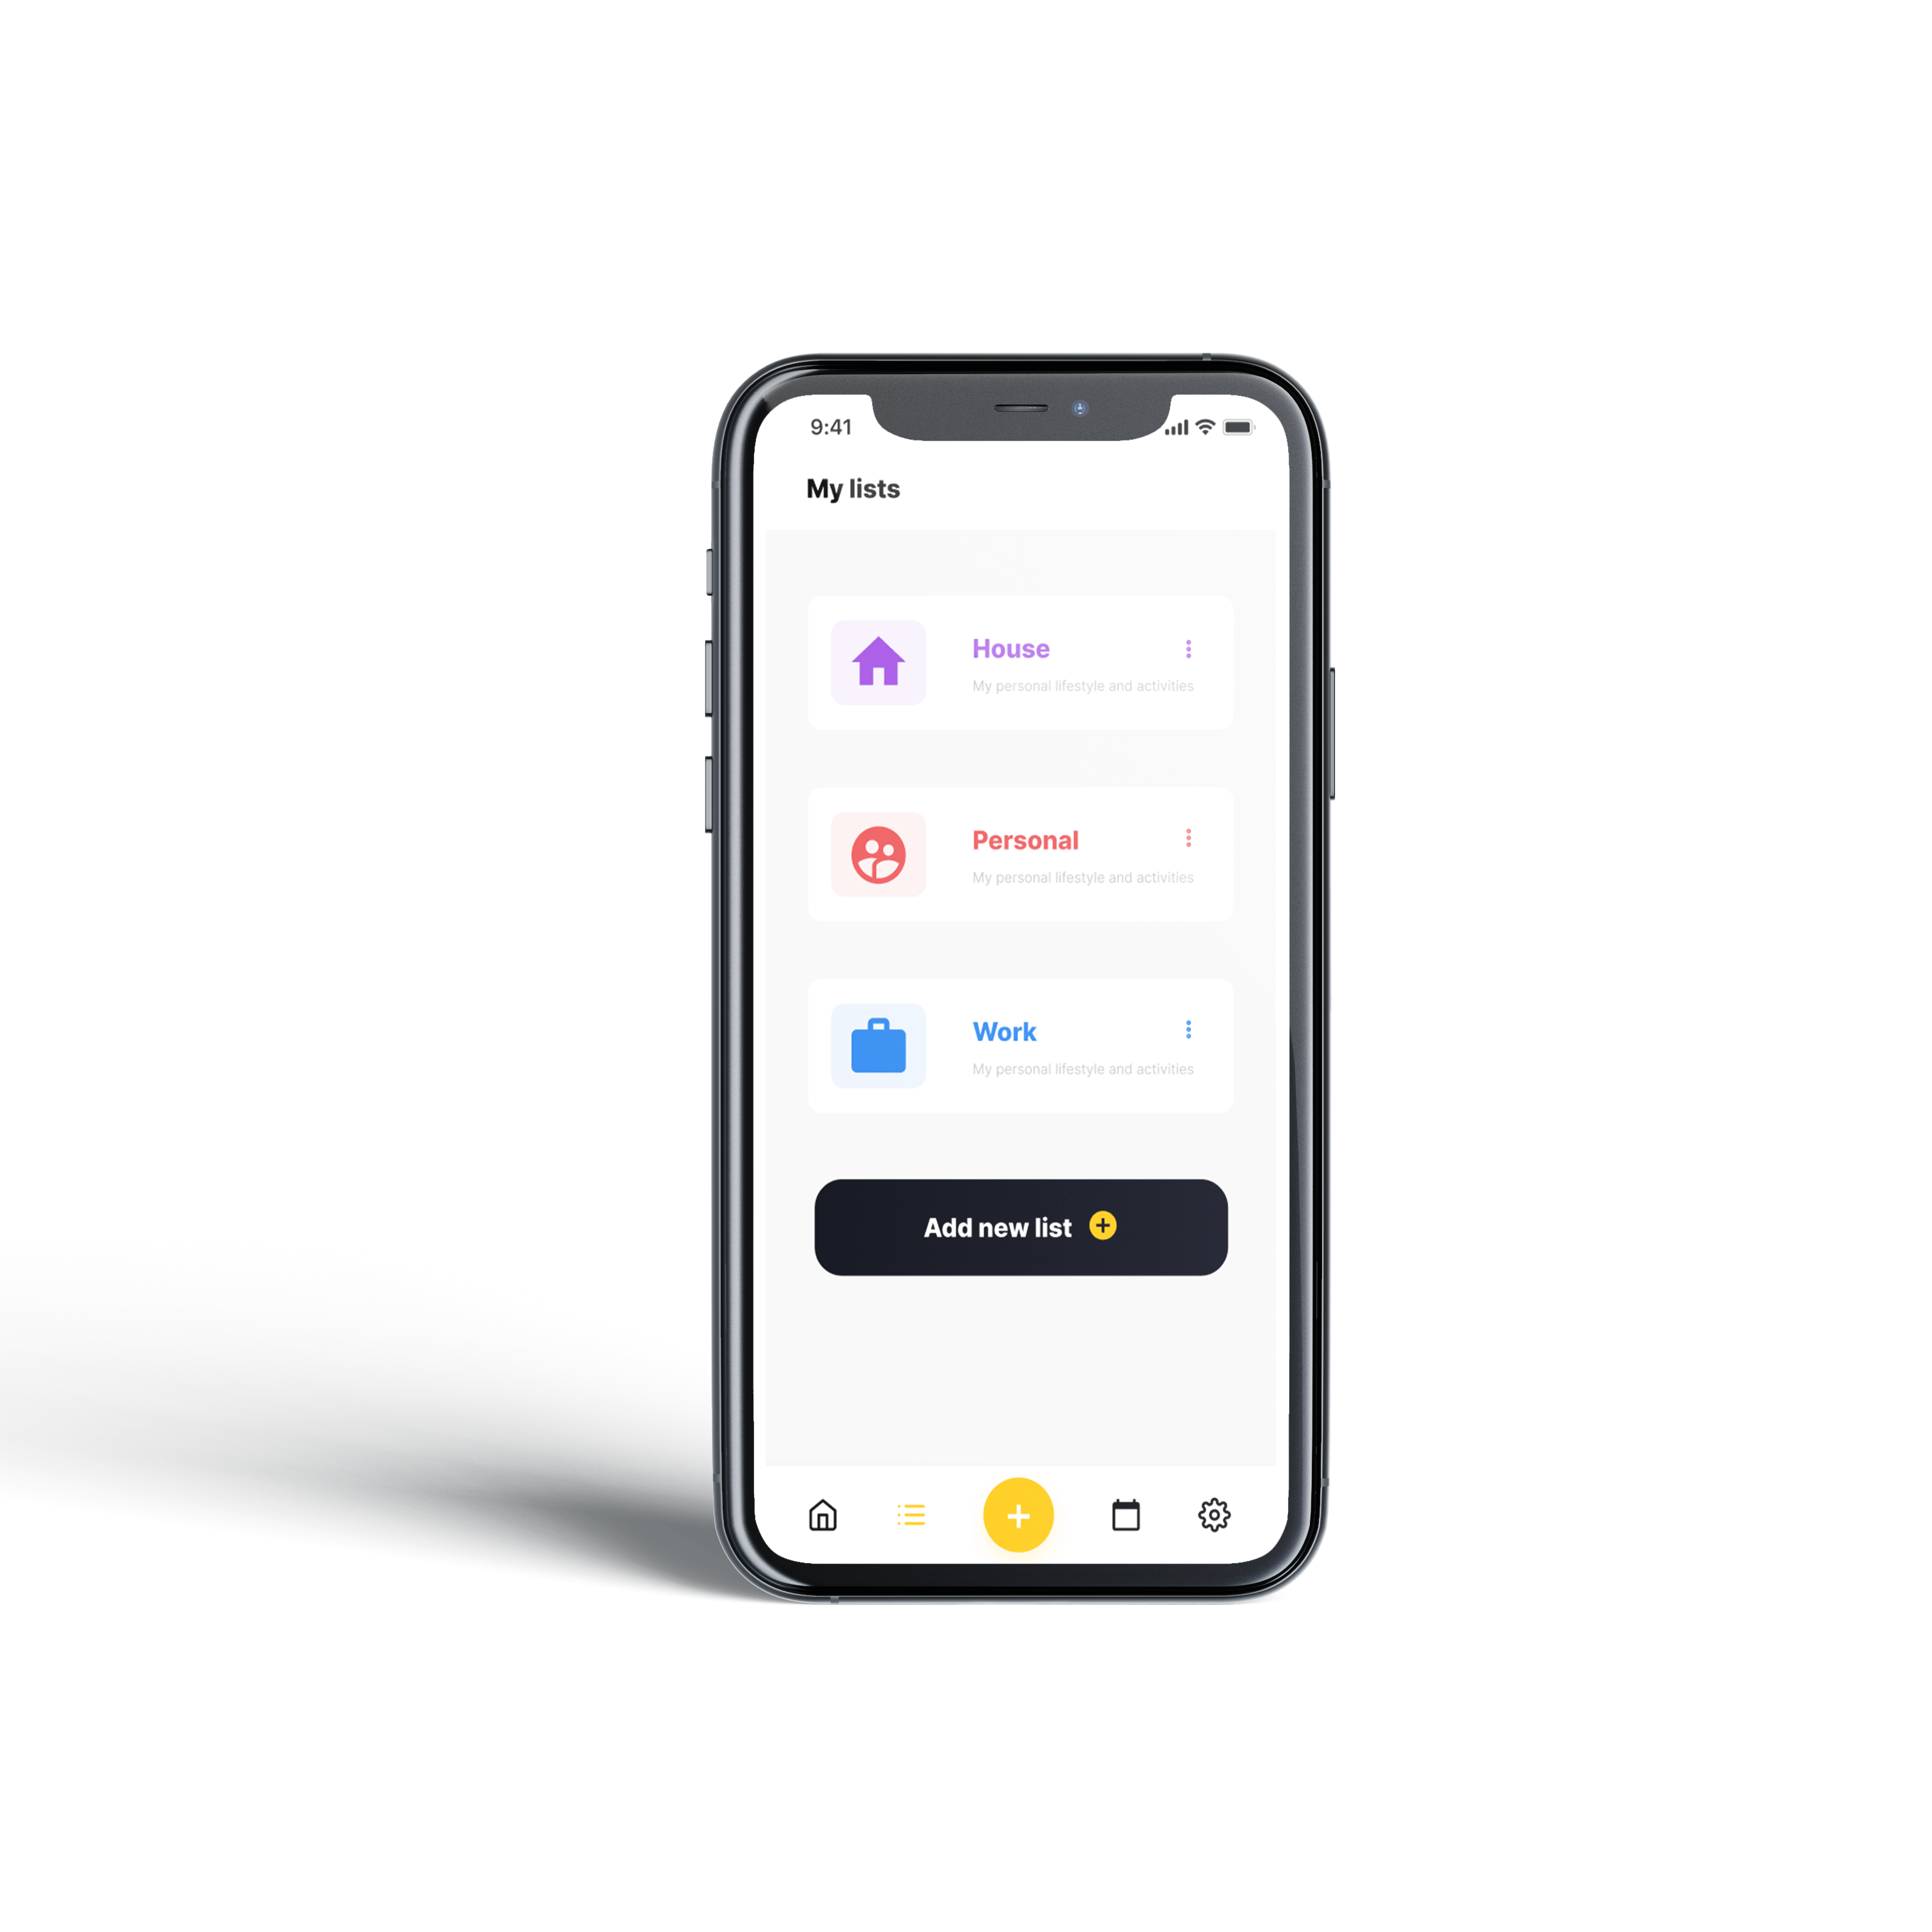 9:41
My lists
House
My personal lifestyle and activities
Personal
My personal lifestyle and activities
Work
My personal lifestyle and activities
Add new list